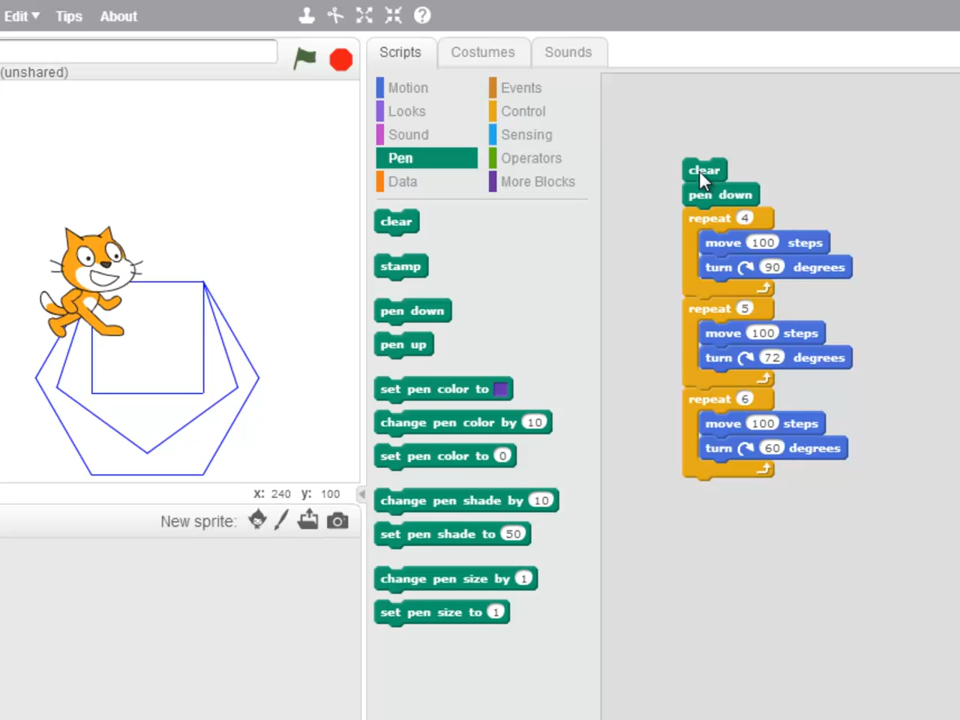 Edit Tips About
(unshared)
Scripts Costumes Sounds
Motion Events
Looks Control
Sound Sensing
Pen Operators
Data More Blocks
clear
stamp
pen down
pen up
set pen color to
change pen color by 10
set pen color to 0
change pen shade by 10
set pen shade to 50
change pen size by 1
set pen size to 1
clear
pen down
repeat 4
move 100 steps
turn 90 degrees
repeat 5
move 100 steps
turn 72 degrees
repeat 6
move 100 steps
turn 60 degrees
x: 240 y: 100
New sprite: